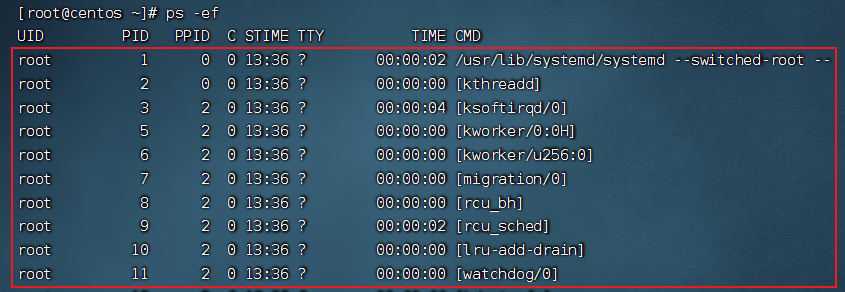 [root@centos ~]# ps -ef
UID PID PPID C STIME TTY TIME CMD
root 1 0 0 13:36 ? 00:00:02 /usr/lib/systemd/systemd --switched-root --
root 2 0 0 13:36 ? 00:00:00 [kthreadd]
root 3 2 0 13:36 ? 00:00:04 [ksoftirqd/0]
root 5 2 0 13:36 ? 00:00:00 [kworker/0:0H]
root 6 2 0 13:36 ? 00:00:00 [kworker/u256:0]
root 7 2 0 13:36 ? 00:00:00 [migration/0]
root 8 2 0 13:36 ? 00:00:00 [rcu_bh]
root 9 2 0 13:36 ? 00:00:02 [rcu_sched]
root 10 2 0 13:36 ? 00:00:00 [lru-add-drain]
root 11 2 0 13:36 ? 00:00:00 [watchdog/0]